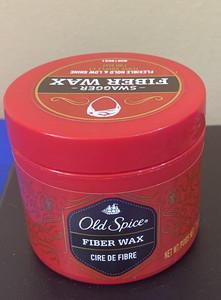 SWAGGER
FIBER WAX
FLEXIBLE HOLD & LOW SHINE
Old Spice
FIBER WAX
CIRE DE FIBRE